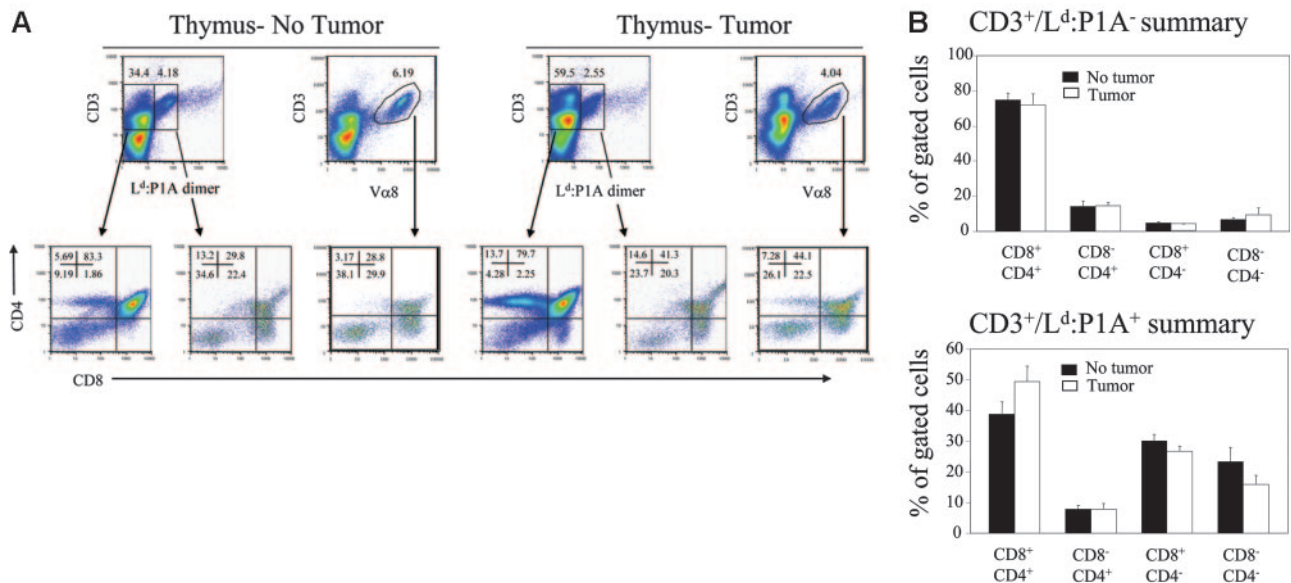 A
Thymus- No Tumor
Thymus- Tumor
34.4 4.18
6.19
59.5 2.55
4.04
CD3
CD3
CD3
CD3
L^d:P1A dimer
Vα8
L^d:P1A dimer
Vα8
5.69 83.3
9.19 1.86
13.2 29.8
34.6 22.4
3.17 28.8
38.1 29.9
13.7 79.7
4.28 2.25
14.6 41.3
23.7 20.3
7.28 44.1
26.1 22.5
CD4
CD8
B
CD3⁺/L^d:P1A⁻ summary
% of gated cells
100
80
60
40
20
0
No tumor
Tumor
CD8⁺ CD8⁻ CD8⁺ CD8⁻
CD4⁺ CD4⁺ CD4⁻ CD4⁻
CD3⁺/L^d:P1A⁺ summary
% of gated cells
60
50
40
30
20
10
0
No tumor
Tumor
CD8⁺ CD8⁻ CD8⁺ CD8⁻
CD4⁺ CD4⁺ CD4⁻ CD4⁻